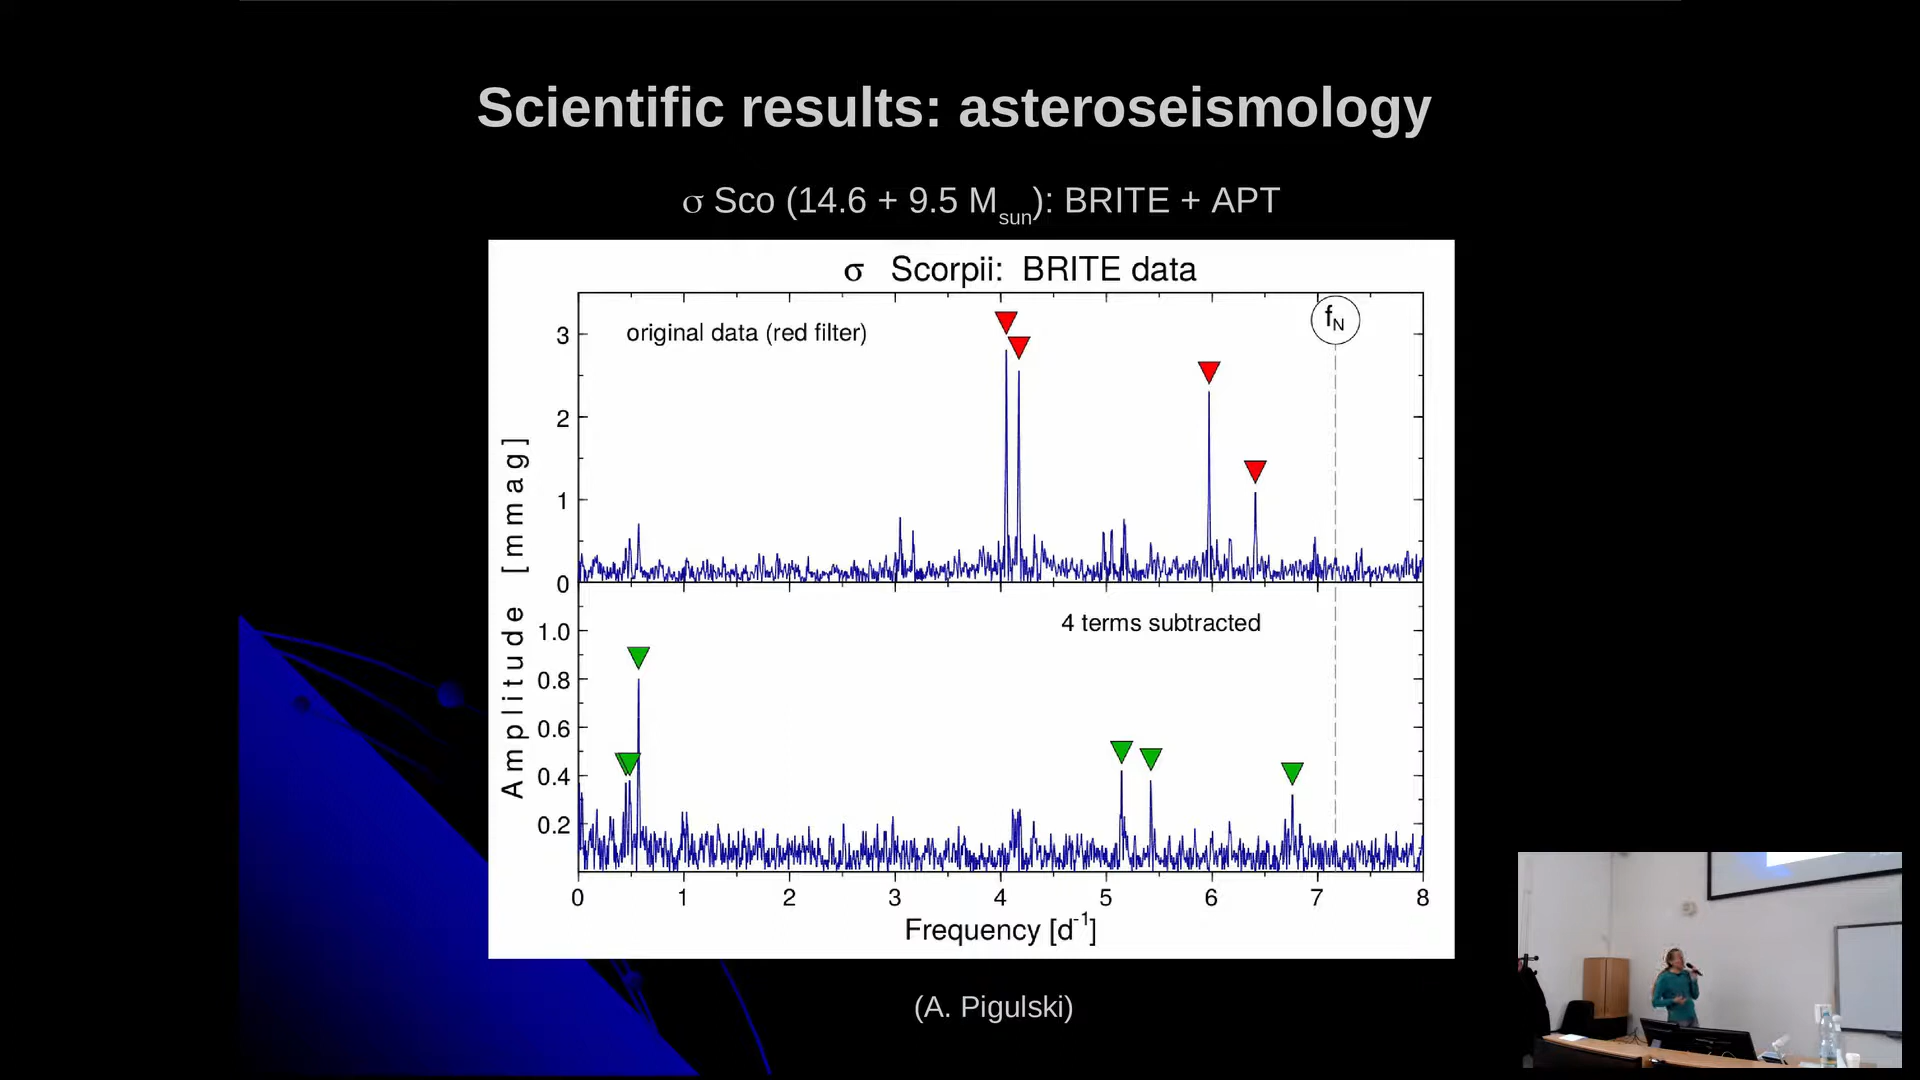 Scientific results: asteroseismology
σ Sco (14.6 + 9.5 Msun): BRITE + APT
σ Scorpii: BRITE data
original data (red filter)
fN
3
2
1
0
Amplitude [mmag]
4 terms subtracted
1.0
0.8
0.6
0.4
0.2
0 1 2 3 4 5 6 7 8
Frequency [d-1]
(A. Pigulski)